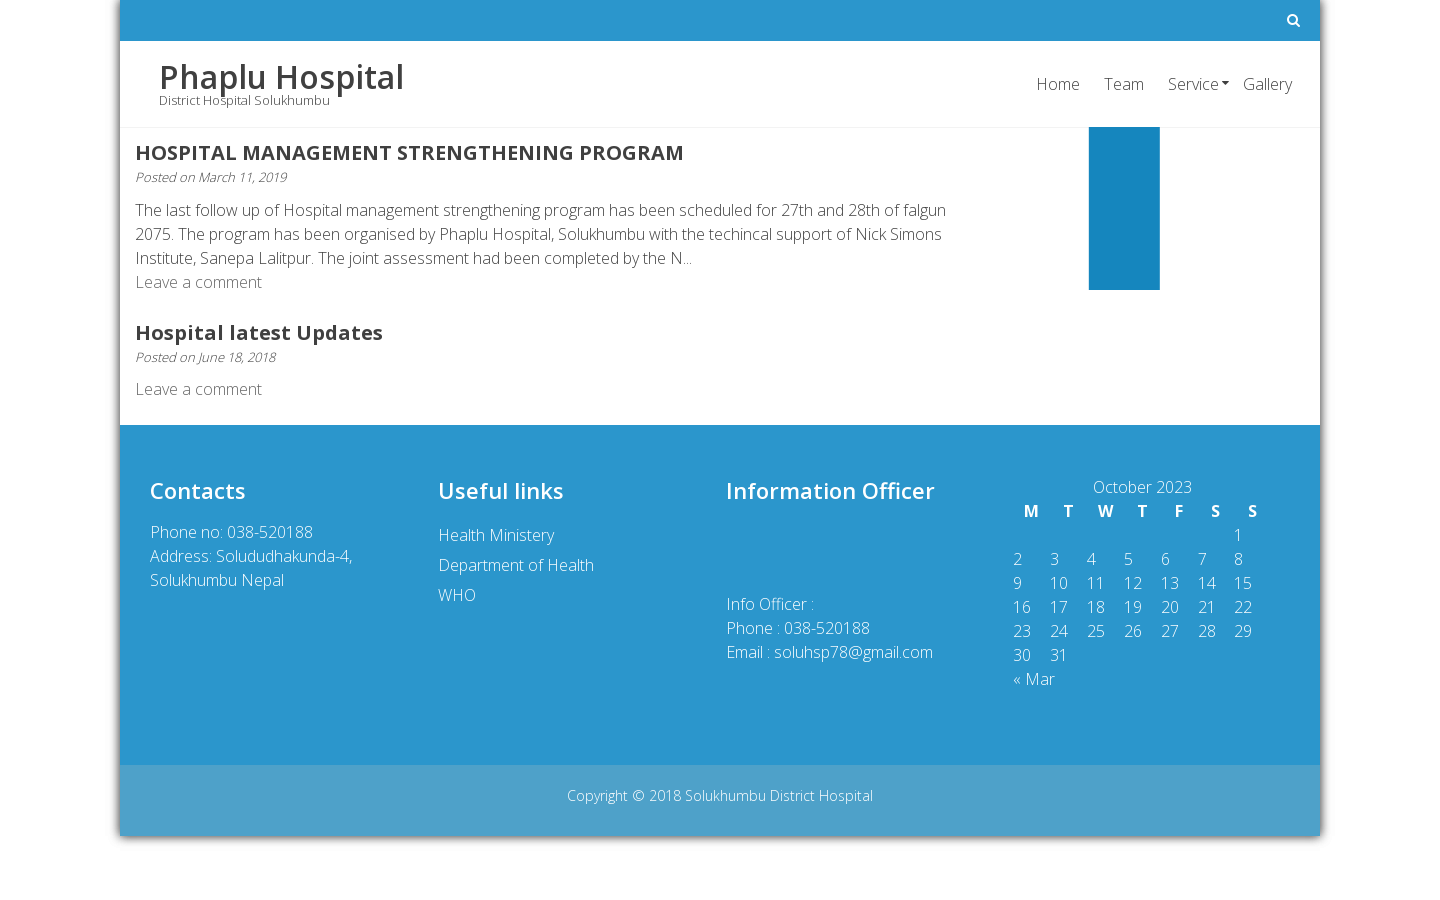 Phaplu Hospital
District Hospital Solukhumbu
Home Team Service Gallery
HOSPITAL MANAGEMENT STRENGTHENING PROGRAM
Posted on March 11, 2019
The last follow up of Hospital management strengthening program has been scheduled for 27th and 28th of falgun
2075. The program has been organised by Phaplu Hospital, Solukhumbu with the techincal support of Nick Simons
Institute, Sanepa Lalitpur. The joint assessment had been completed by the N...
Leave a comment
Hospital latest Updates
Posted on June 18, 2018
Leave a comment
Contacts
Phone no: 038-520188
Address: Solududhakunda-4,
Solukhumbu Nepal
Useful links
Health Ministery
Department of Health
WHO
Information Officer
Info Officer :
Phone : 038-520188
Email : soluhsp78@gmail.com
October 2023
M T W T F S S
1
2 3 4 5 6 7 8
9 10 11 12 13 14 15
16 17 18 19 20 21 22
23 24 25 26 27 28 29
30 31
« Mar
Copyright © 2018 Solukhumbu District Hospital